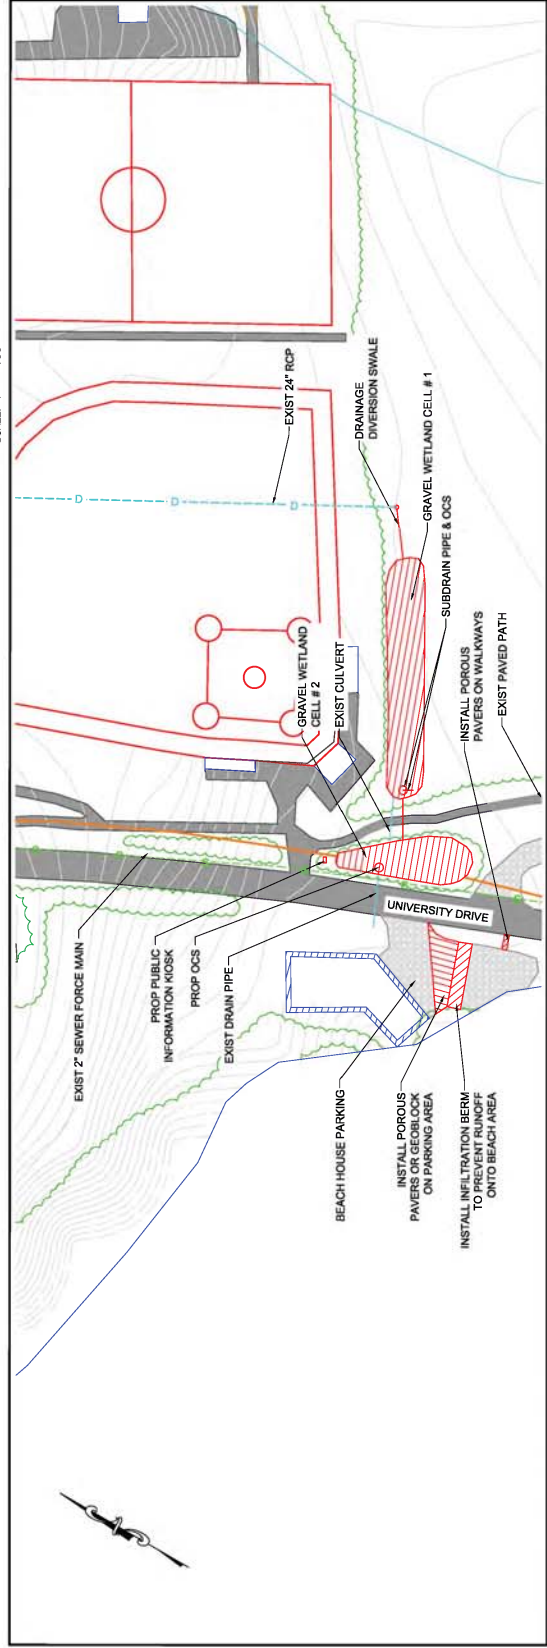 EXIST 24" RCP
D
D
D
DRAINAGE
DIVERSION SWALE
GRAVEL WETLAND CELL # 1
SUBDRAIN PIPE & OCS
INSTALL POROUS
PAVERS ON WALKWAYS
EXIST PAVED PATH
GRAVEL WETLAND
CELL # 2
EXIST CULVERT
UNIVERSITY DRIVE
EXIST 2" SEWER FORCE MAIN
PROP PUBLIC
INFORMATION KIOSK
PROP OCS
EXIST DRAIN PIPE
BEACH HOUSE PARKING
INSTALL POROUS
PAVERS OR GEOBLOCK
ON PARKING AREA
INSTALL INFILTRATION BERM
TO PREVENT RUNOFF
ONTO BEACH AREA